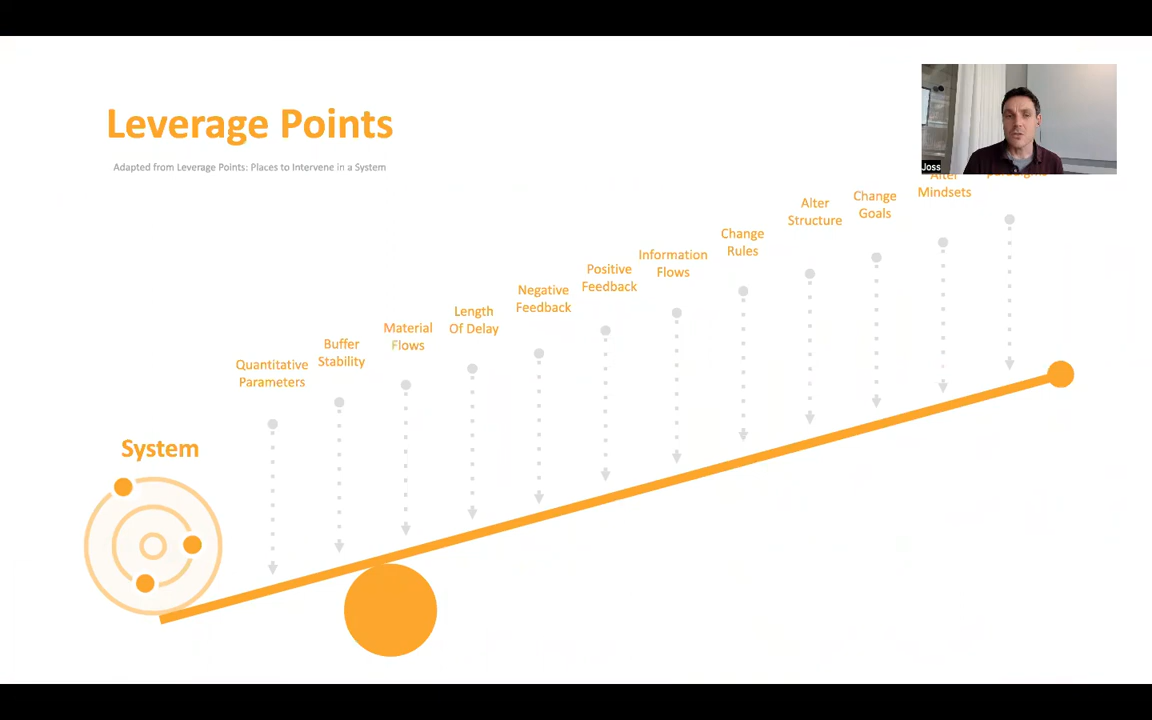 Leverage Points
Adapted from Leverage Points: Places to Intervene in a System
Joss
Alter
Mindsets
Change
Goals
Alter
Structure
Change
Rules
Information
Flows
Positive
Feedback
Negative
Feedback
Length
Of Delay
Material
Flows
Buffer
Stability
Quantitative
Parameters
System